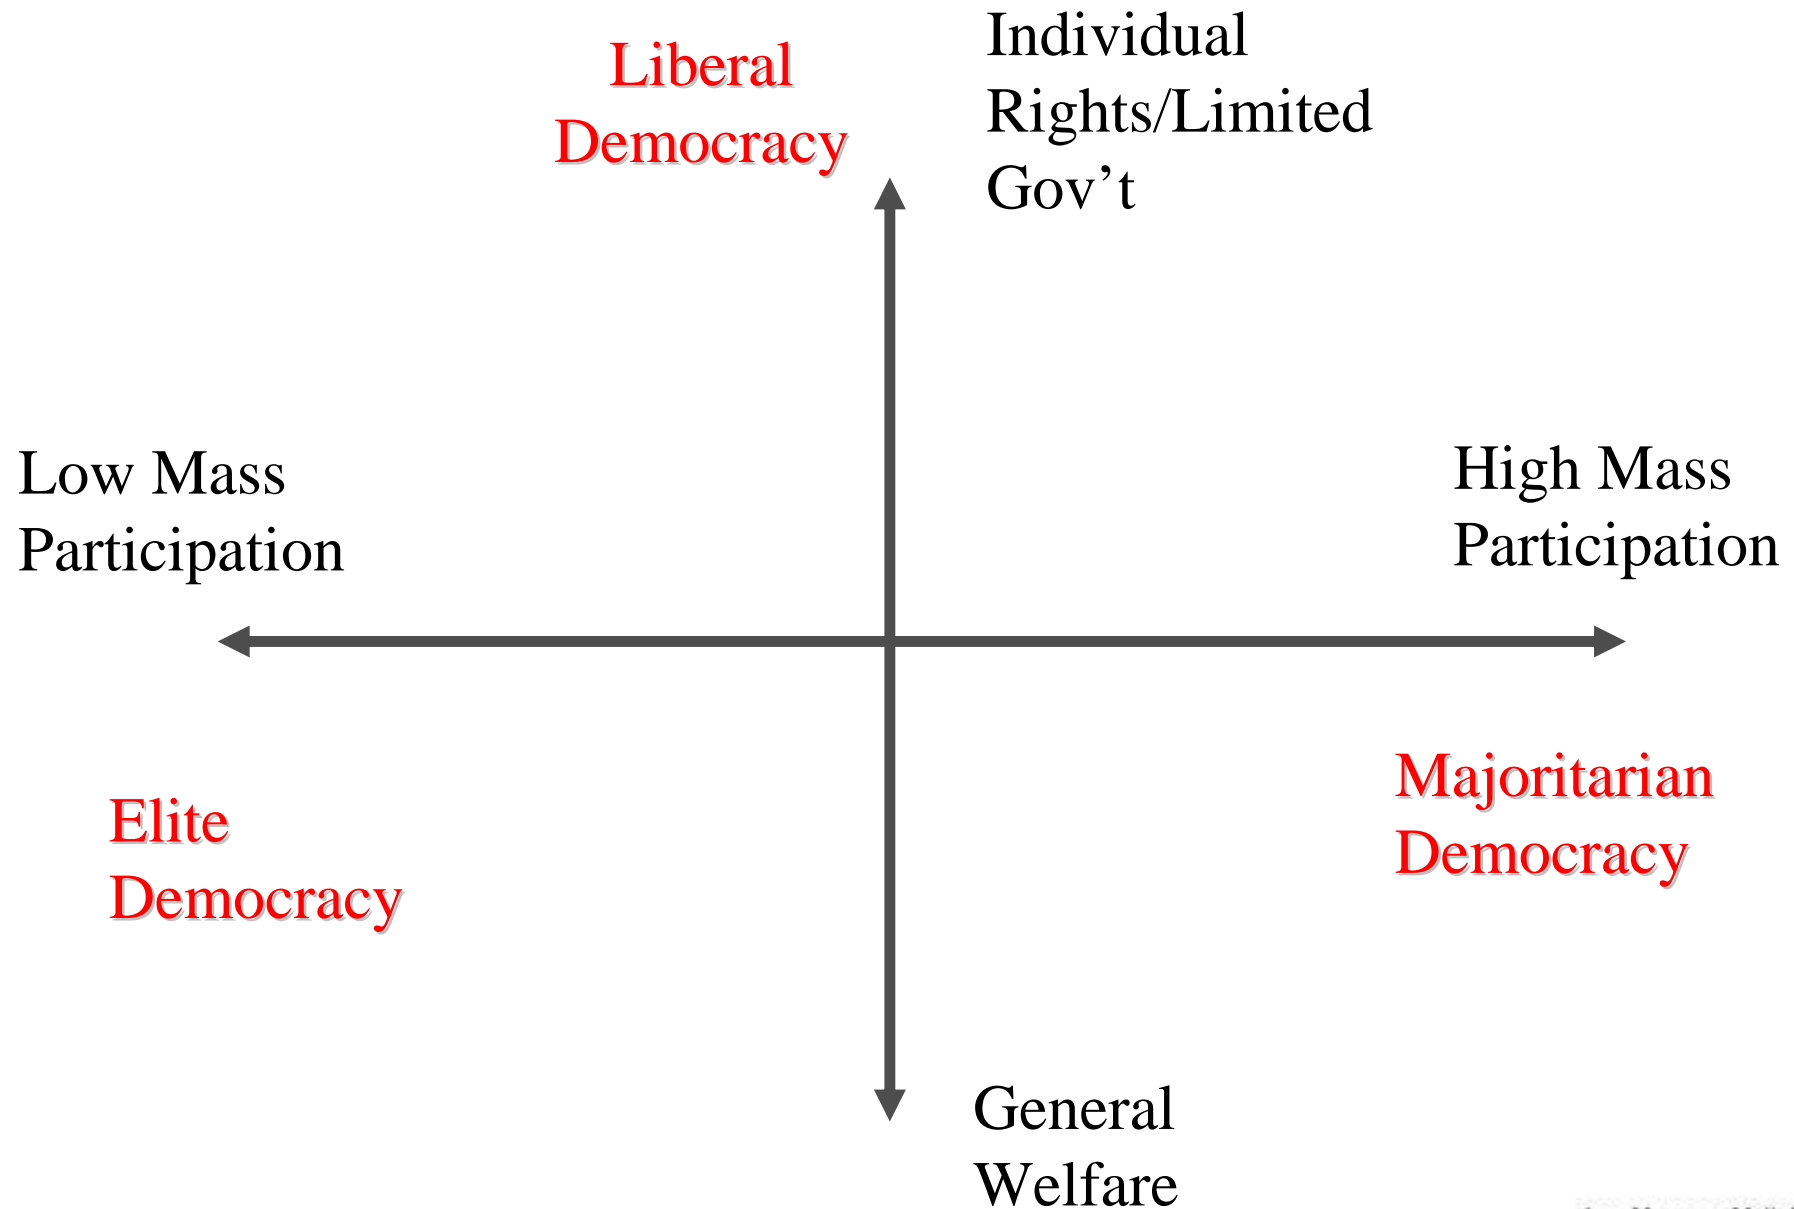 Liberal
Democracy
Individual
Rights/Limited
Gov’t
Low Mass
Participation
High Mass
Participation
Elite
Democracy
Majoritarian
Democracy
General
Welfare